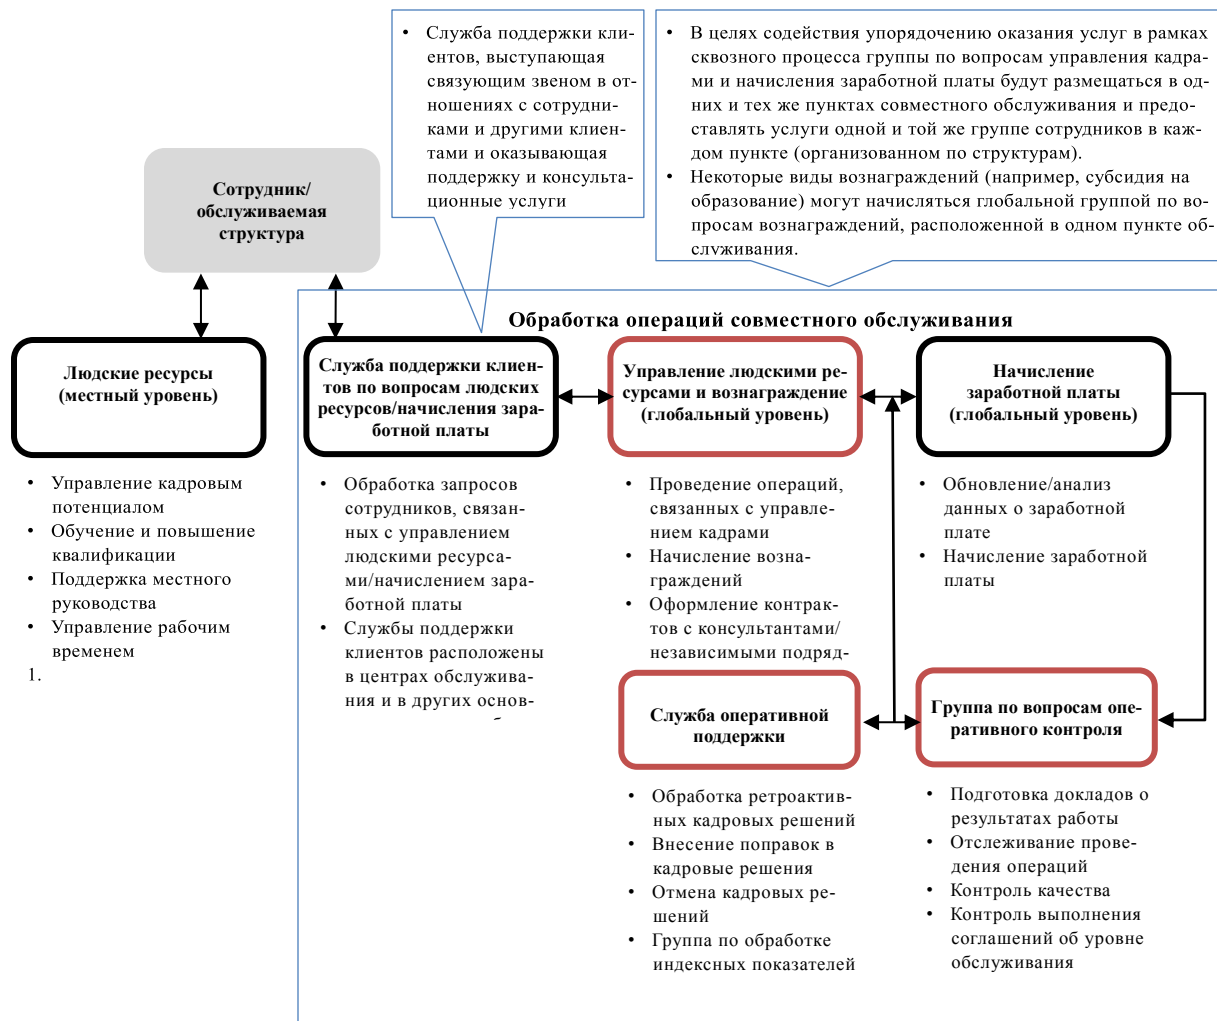 • Служба поддержки кли-
ентов, выступающая
связующим звеном в от-
ношениях с сотрудни-
ками и другими клиен-
тами и оказывающая
поддержку и консульта-
ционные услуги
• В целях содействия упорядочению оказания услуг в рамках
сквозного процесса группы по вопросам управления кадра-
ми и начисления заработной платы будут размещаться в од-
них и тех же пунктах совместного обслуживания и предо-
ставлять услуги одной и той же группе сотрудников в каж-
дом пункте (организованном по структурам).
• Некоторые виды вознаграждений (например, субсидия на
образование) могут начисляться глобальной группой по во-
просам вознаграждений, расположенной в одном пункте об-
служивания.
Сотрудник/
обслуживаемая
структура
Обработка операций совместного обслуживания
Людские ресурсы
(местный уровень)
Служба поддержки клиен-
тов по вопросам людских
ресурсов/начисления зара-
ботной платы
Управление людскими ре-
сурсами и вознаграждение
(глобальный уровень)
Начисление
заработной платы
(глобальный уровень)
• Управление кадровым
потенциалом
• Обучение и повышение
квалификации
• Поддержка местного
руководства
• Управление рабочим
временем
1.
• Обработка запросов
сотрудников, связан-
ных с управлением
людскими ресурса-
ми/начислением зара-
ботной платы
• Службы поддержки
клиентов расположены
в центрах обслужива-
ния и в других основ-
• Проведение операций,
связанных с управле-
нием кадрами
• Начисление возна-
граждений
• Оформление контрак-
тов с консультантами/
независимыми подряд-
• Обновление/анализ
данных о заработной
плате
• Начисление заработной
платы
Служба оперативной
поддержки
Группа по вопросам опе-
ративного контроля
• Обработка ретроактив-
ных кадровых решений
• Внесение поправок в
кадровые решения
• Отмена кадровых ре-
шений
• Группа по обработке
индексных показателей
• Подготовка докладов о
результатах работы
• Отслеживание прове-
дения операций
• Контроль качества
• Контроль выполнения
соглашений об уровне
обслуживания